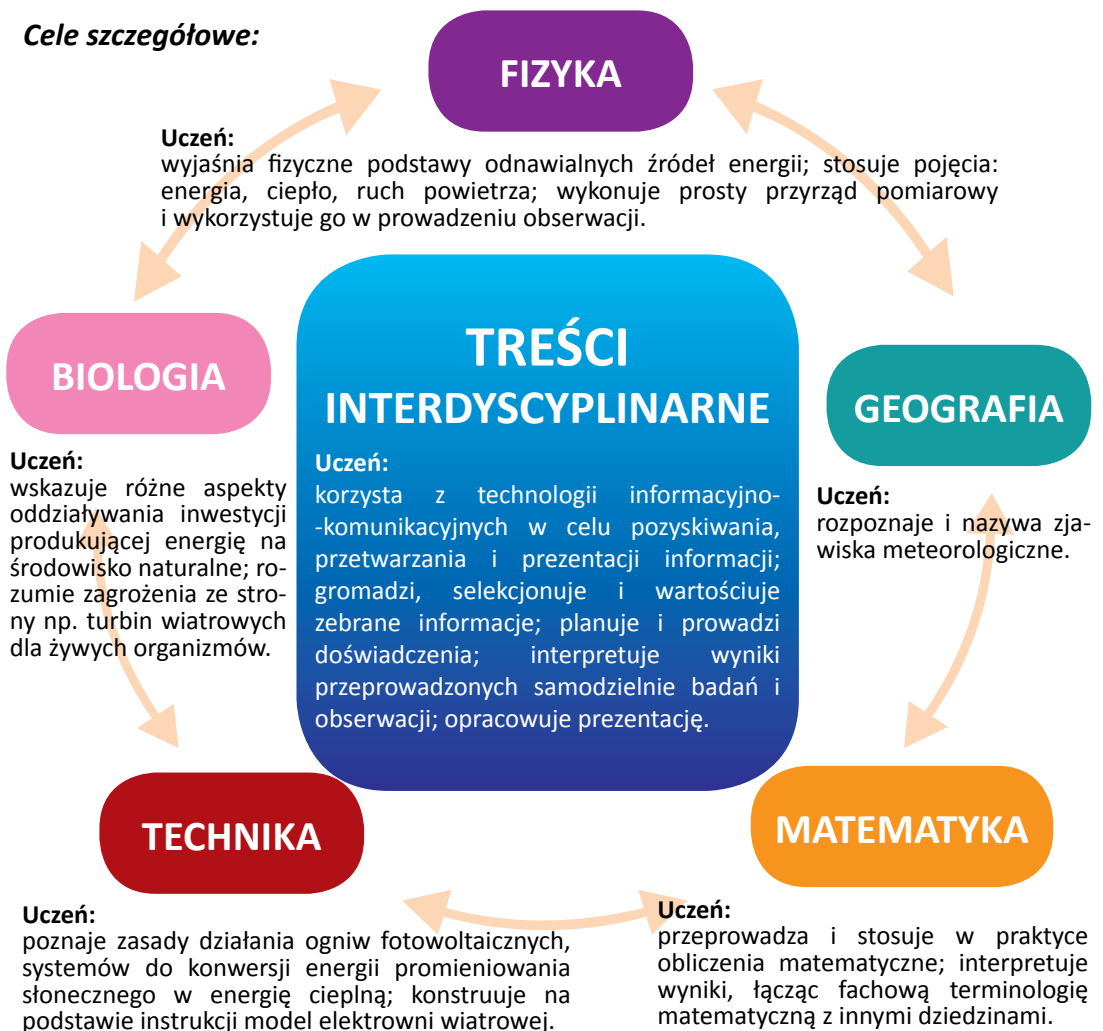 Cele szczegółowe:
FIZYKA
Uczeń:
wyjaśnia fizyczne podstawy odnawialnych źródeł energii; stosuje pojęcia:
energia, ciepło, ruch powietrza; wykonuje prosty przyrząd pomiarowy
i wykorzystuje go w prowadzeniu obserwacji.
BIOLOGIA
Uczeń:
wskazuje różne aspekty
oddziaływania inwestycji
produkującej energię na
środowisko naturalne; ro-
zumie zagrożenia ze stro-
ny np. turbin wiatrowych
dla żywych organizmów.
TREŚCI
INTERDYSCYPLINARNE
Uczeń:
korzysta z technologii informacyjno-
-komunikacyjnych w celu pozyskiwania,
przetwarzania i prezentacji informacji;
gromadzi, selekcjonuje i wartościuje
zebrane informacje; planuje i prowadzi
doświadczenia; interpretuje wyniki
przeprowadzonych samodzielnie badań i
obserwacji; opracowuje prezentację.
GEOGRAFIA
Uczeń:
rozpoznaje i nazywa zja-
wiska meteorologiczne.
TECHNIKA
Uczeń:
poznaje zasady działania ogniw fotowoltaicznych,
systemów do konwersji energii promieniowania
słonecznego w energię cieplną; konstruuje na
podstawie instrukcji model elektrowni wiatrowej.
MATEMATYKA
Uczeń:
przeprowadza i stosuje w praktyce
obliczenia matematyczne; interpretuje
wyniki, łącząc fachową terminologię
matematyczną z innymi dziedzinami.